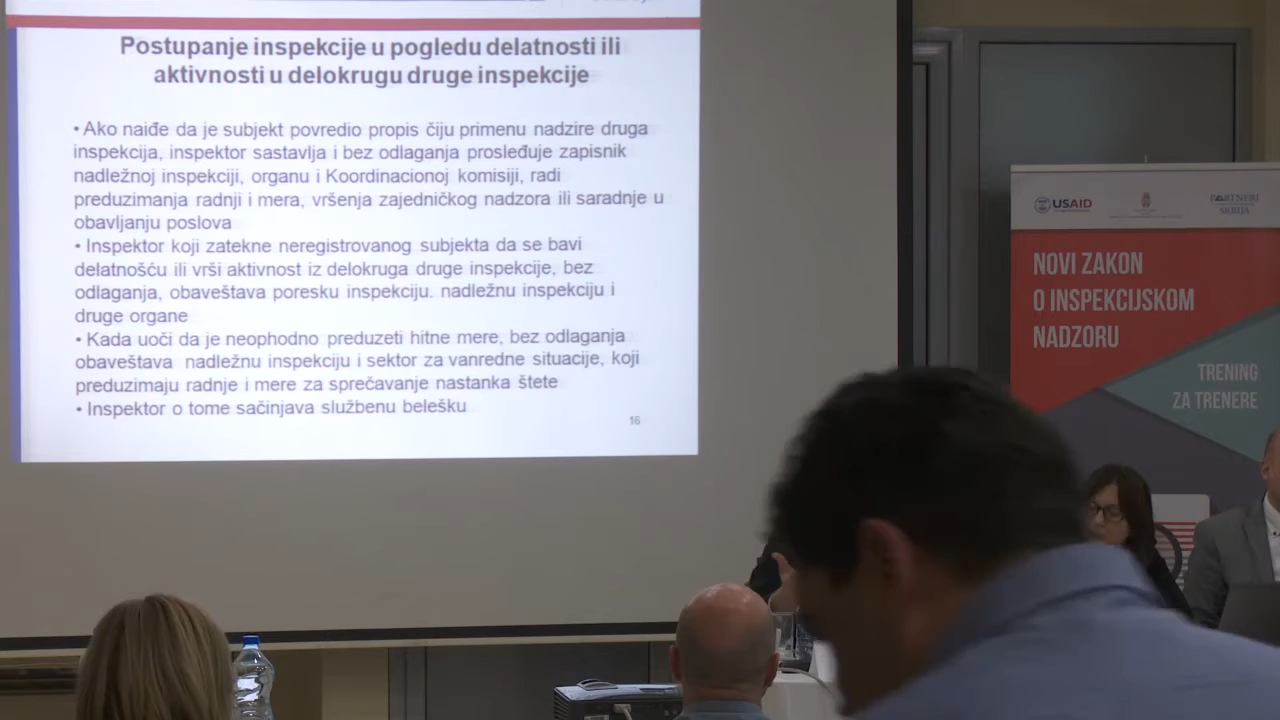 Postupanje inspekcije u pogledu delatnosti ili
aktivnosti u delokrugu druge inspekcije
• Ako naiđe da je subjekt povredio propis čiju primenu nadzire druga
inspekcija, inspektor sastavlja i bez odlaganja prosleđuje zapisnik
nadležnoj inspekciji, organu i Koordinacionoj komisiji, radi
preduzimanja radnji i mera, vršenja zajedničkog nadzora ili saradnje u
obavljanju poslova
• Inspektor koji zatekne neregistrovanog subjekta da se bavi
delatnošću ili vrši aktivnost iz delokruga druge inspekcije, bez
odlaganja, obaveštava poresku inspekciju. nadležnu inspekciju i
druge organe
• Kada uoči da je neophodno preduzeti hitne mere, bez odlaganja
obaveštava nadležnu inspekciju i sektor za vanredne situacije, koji
preduzimaju radnje i mere za sprečavanje nastanka štete
• Inspektor o tome sačinjava službenu belešku
16
USAID
PARTNERI
SRBIJA
NOVI ZAKON
O INSPEKCIJSKOM
NADZORU
TRENING
ZA TRENERE